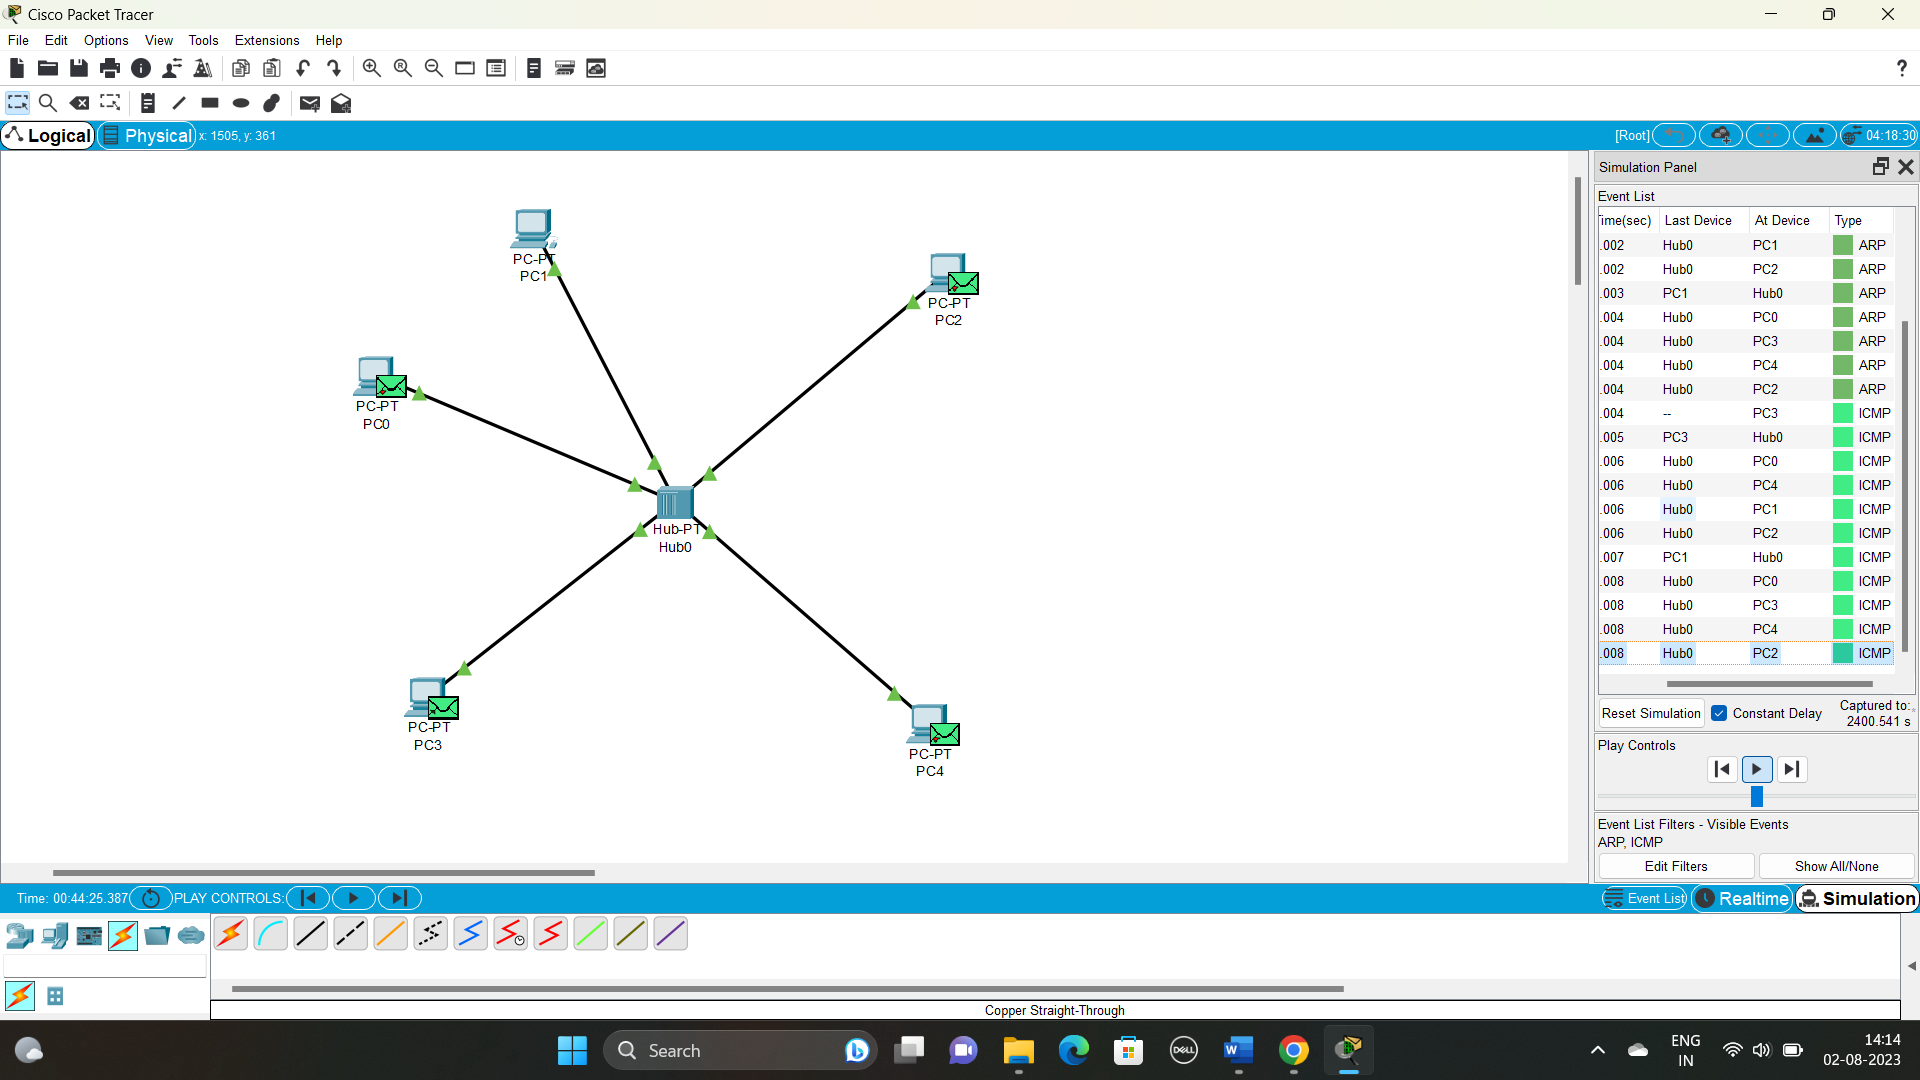 Cisco Packet Tracer
File Edit Options View Tools Extensions Help
?
Logical Physical x: 1505, y: 361
[Root] 04:18:30
PC-PT
PC1
PC-PT
PC2
PC-PT
PC0
Hub-PT
Hub0
PC-PT
PC3
PC-PT
PC4
Simulation Panel
Event List
Time(sec) Last Device At Device Type
.002 Hub0 PC1 ARP
.002 Hub0 PC2 ARP
.003 PC1 Hub0 ARP
.004 Hub0 PC0 ARP
.004 Hub0 PC3 ARP
.004 Hub0 PC4 ARP
.004 Hub0 PC2 ARP
.004 -- PC3 ICMP
.005 PC3 Hub0 ICMP
.006 Hub0 PC0 ICMP
.006 Hub0 PC4 ICMP
.006 Hub0 PC1 ICMP
.006 Hub0 PC2 ICMP
.007 PC1 Hub0 ICMP
.008 Hub0 PC0 ICMP
.008 Hub0 PC3 ICMP
.008 Hub0 PC4 ICMP
.008 Hub0 PC2 ICMP
Reset Simulation Constant Delay Captured to:
2400.541 s
Play Controls
Event List Filters - Visible Events
ARP, ICMP
Edit Filters Show All/None
Time: 00:44:25.387 PLAY CONTROLS: Event List Realtime Simulation
Copper Straight-Through
Search
DELL
W
ENG
IN
14:14
02-08-2023